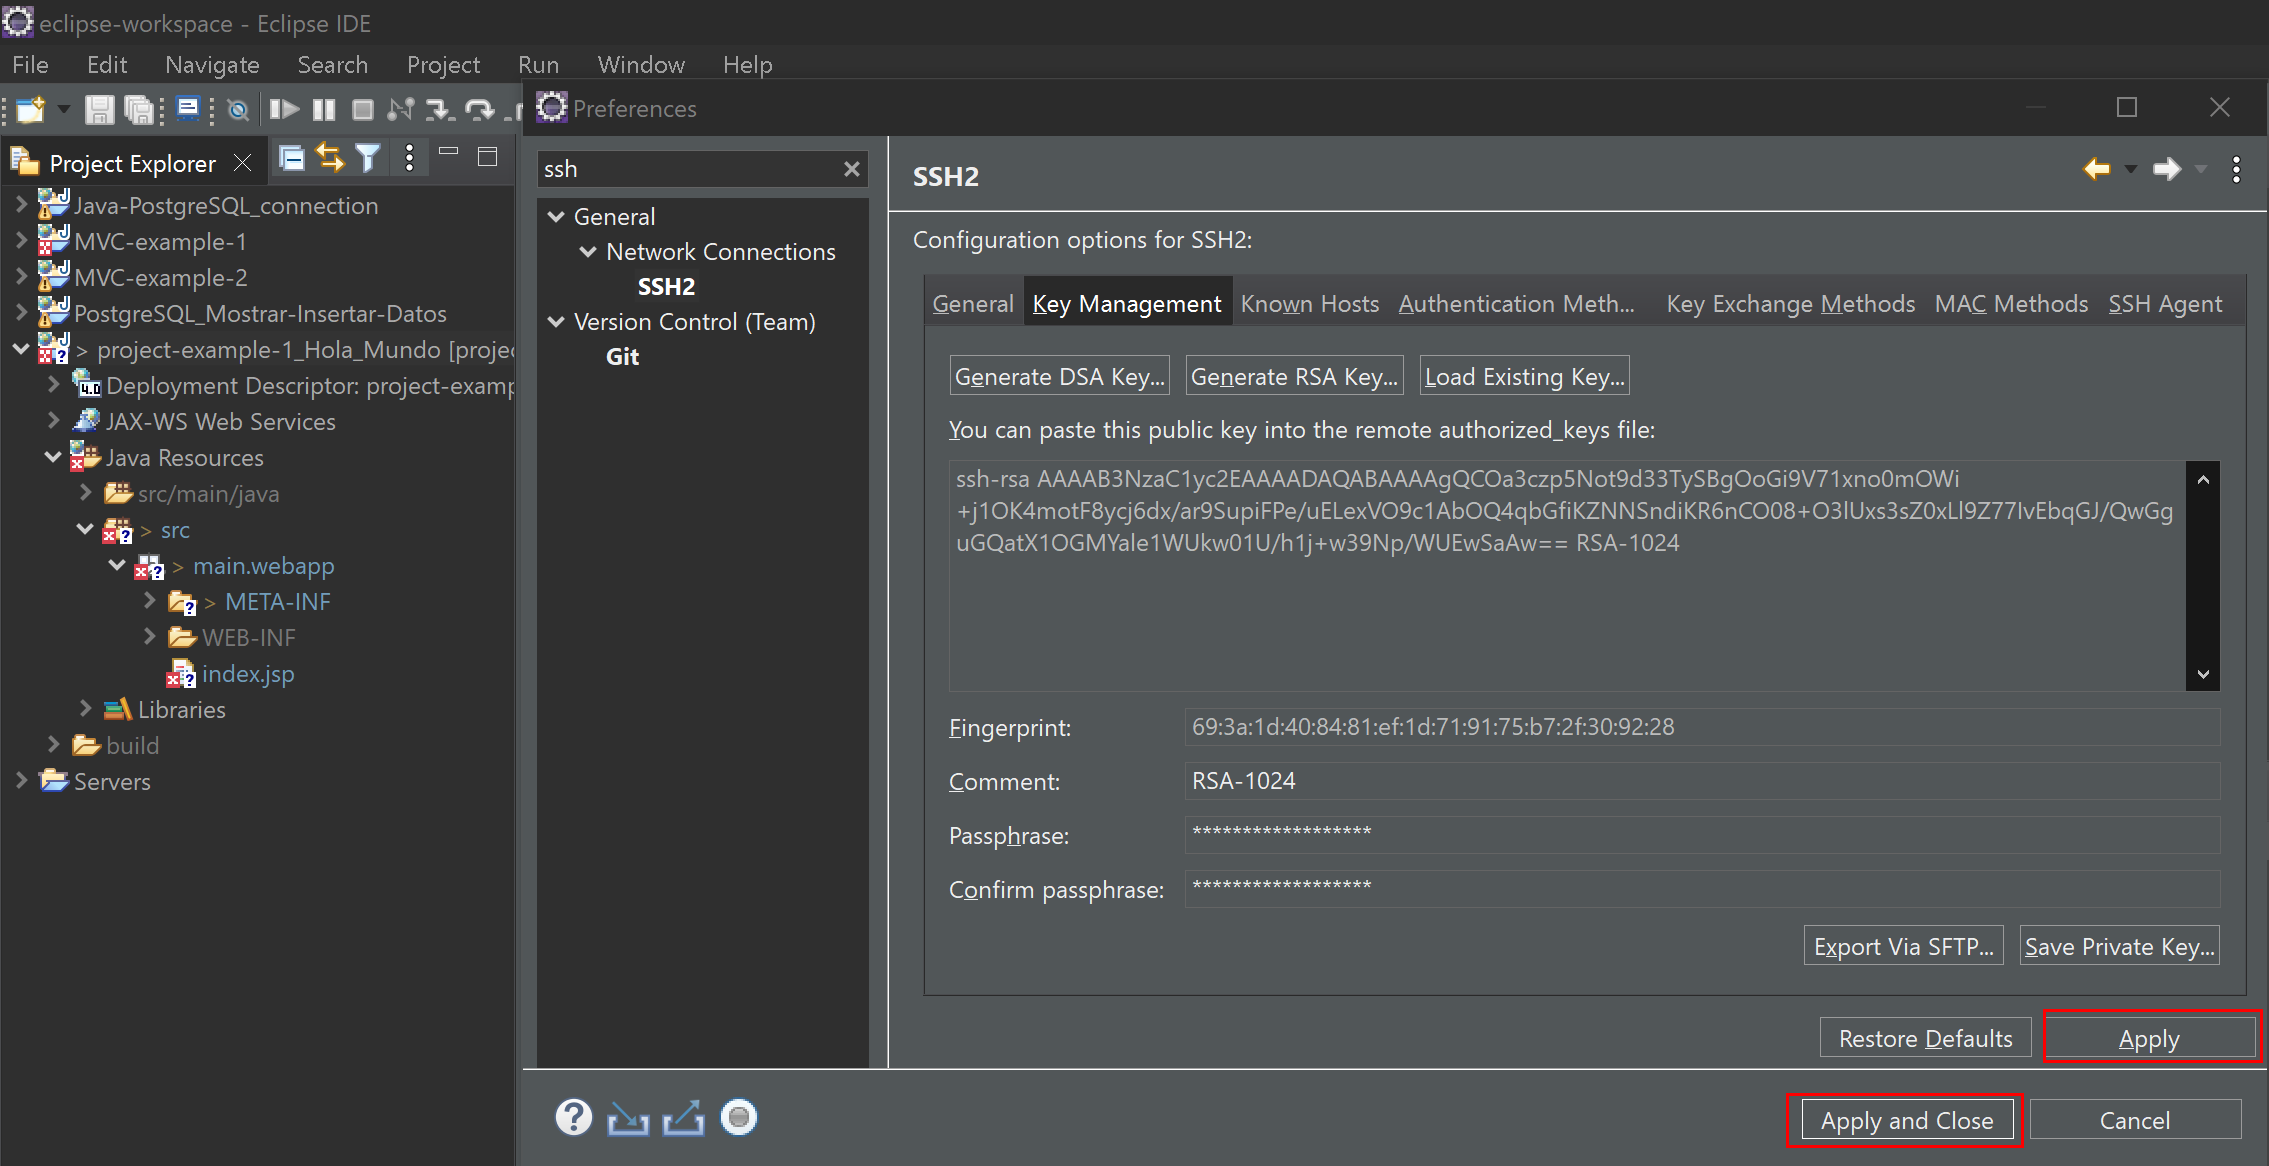 eclipse-workspace - Eclipse IDE
File Edit Navigate Search Project Run Window Help
Project Explorer
Java-PostgreSQL_connection
MVC-example-1
MVC-example-2
PostgreSQL_Mostrar-Insertar-Datos
> project-example-1_Hola_Mundo [projec
4.0 Deployment Descriptor: project-examp
JAX-WS Web Services
Java Resources
src/main/java
> src
> main.webapp
> META-INF
WEB-INF
index.jsp
Libraries
build
Servers
Preferences
ssh
General
Network Connections
SSH2
Version Control (Team)
Git
SSH2
Configuration options for SSH2:
General Key Management Known Hosts Authentication Meth... Key Exchange Methods MAC Methods SSH Agent
Generate DSA Key... Generate RSA Key... Load Existing Key...
You can paste this public key into the remote authorized_keys file:
ssh-rsa AAAAB3NzaC1yc2EAAAADAQABAAAAgQCOa3czp5Not9d33TySBgOoGi9V71xno0mOWi
+j1OK4motF8ycj6dx/ar9SupiFPe/uELexVO9c1AbOQ4qbGfiKZNNSndiKR6nCO08+O3lUxs3sZ0xLl9Z77IvEbqGJ/QwGg
uGQatX1OGMYale1WUkw01U/h1j+w39Np/WUEwSaAw== RSA-1024
Fingerprint: 69:3a:1d:40:84:81:ef:1d:71:91:75:b7:2f:30:92:28
Comment: RSA-1024
Passphrase: ******************
Confirm passphrase: ******************
Export Via SFTP... Save Private Key...
Restore Defaults Apply
Apply and Close Cancel